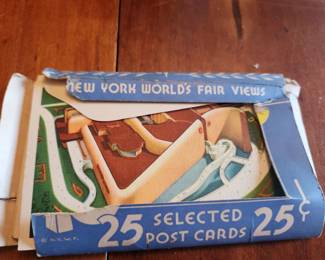 NEW YORK WORLD'S FAIR VIEWS
25 SELECTED POST CARDS 25¢
© N.Y.W.F.